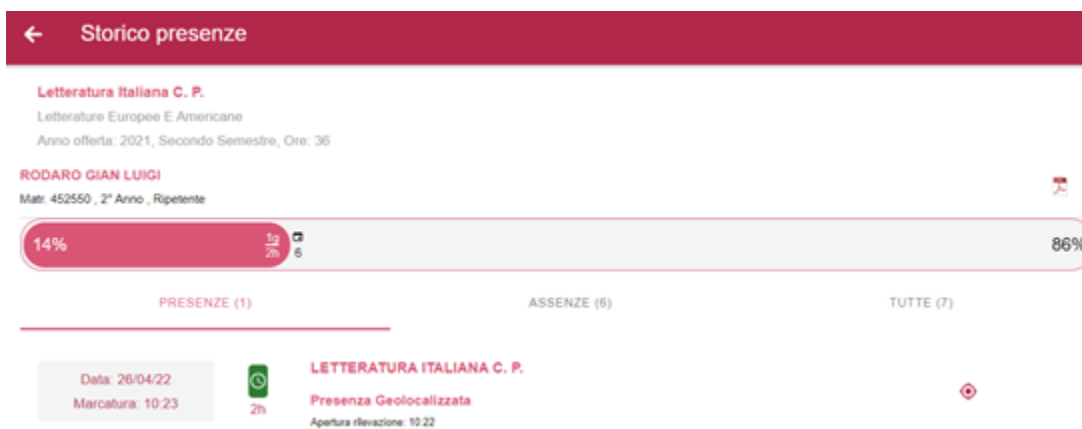 Storico presenze
Letteratura Italiana C. P.
Letterature Europee E Americane
Anno offerta: 2021, Secondo Semestre, Ore: 36
RODARO GIAN LUIGI
Matr. 452550 , 2° Anno , Ripetente
14% 1g 6 86%
2h
PRESENZE (1) ASSENZE (6) TUTTE (7)
LETTERATURA ITALIANA C. P.
Data: 26/04/22
Marcatura: 10:23
2h
Presenza Geolocalizzata
Apertura rilevazione: 10:22